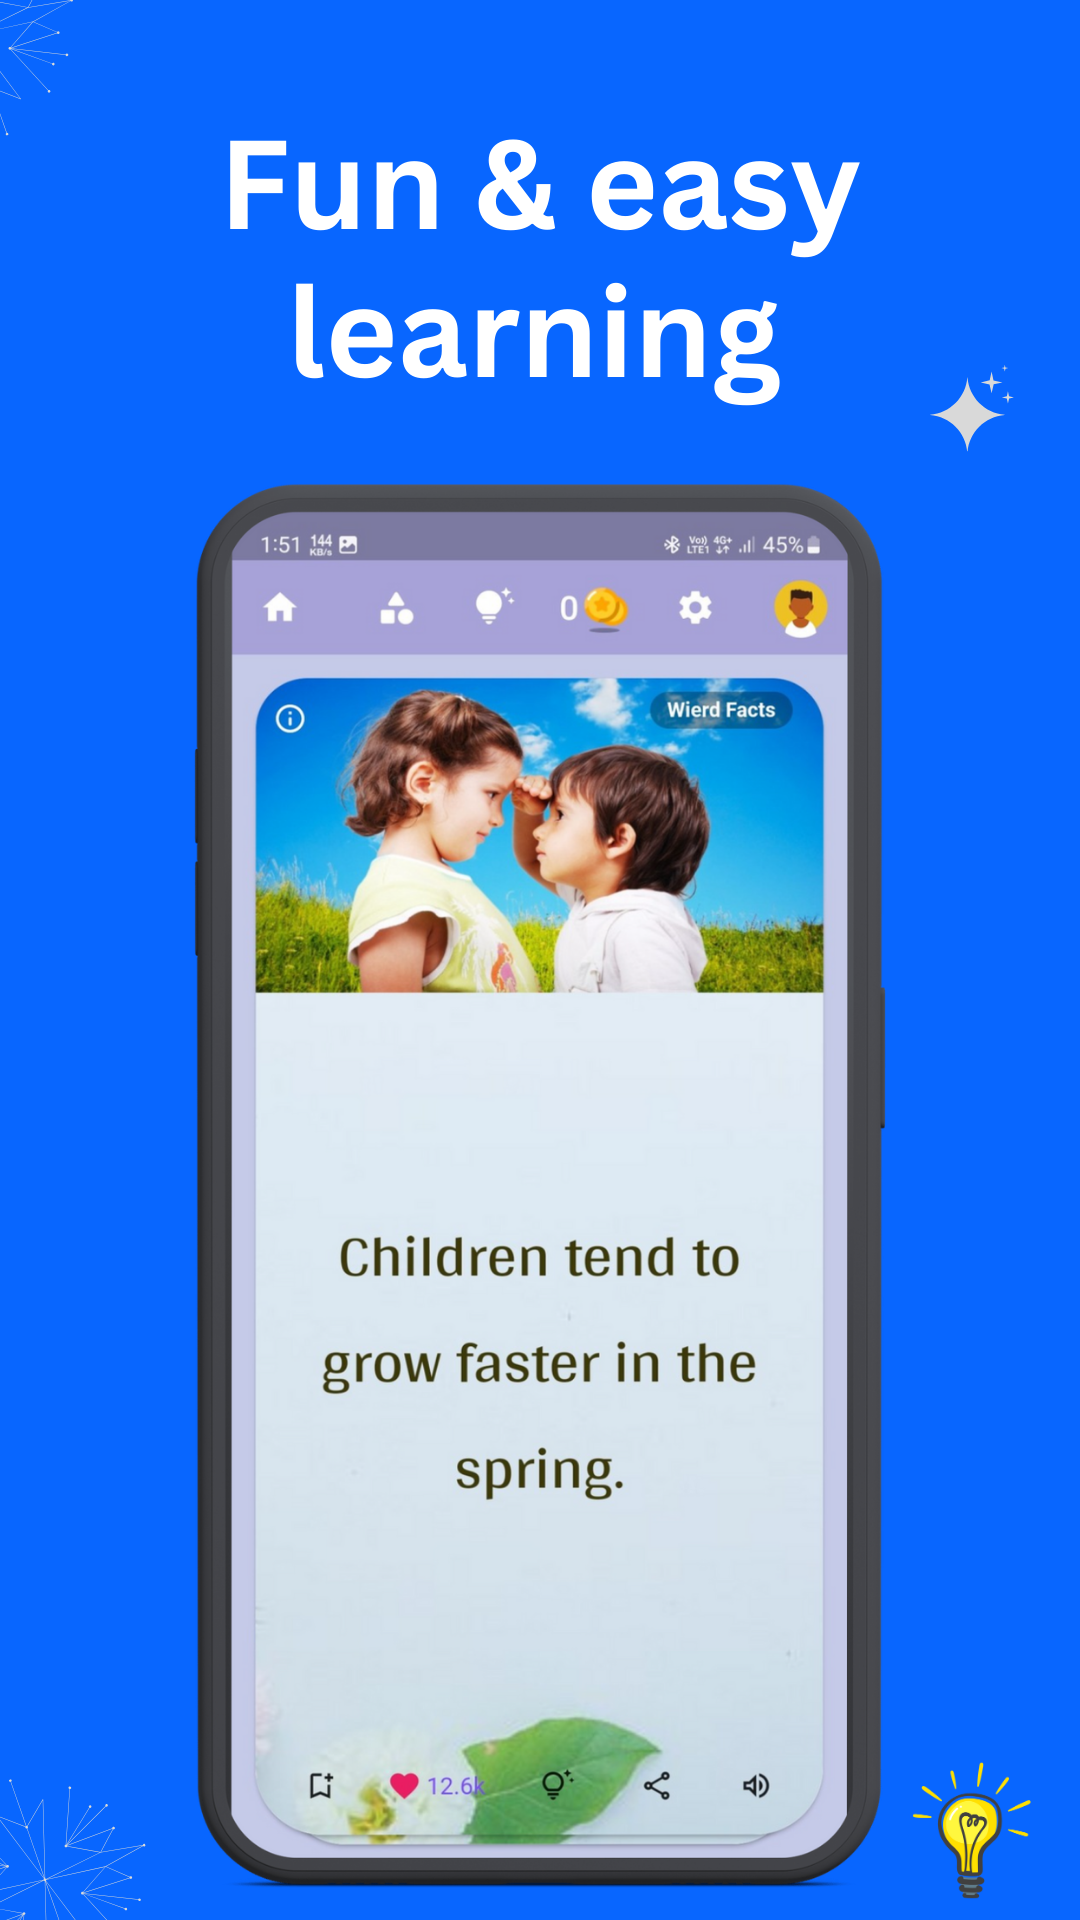 Fun & easy
learning
1:51 144 KB/s Vo)) LTE1 4G+ 45%
0
Wierd Facts
Children tend to
grow faster in the
spring.
12.6k